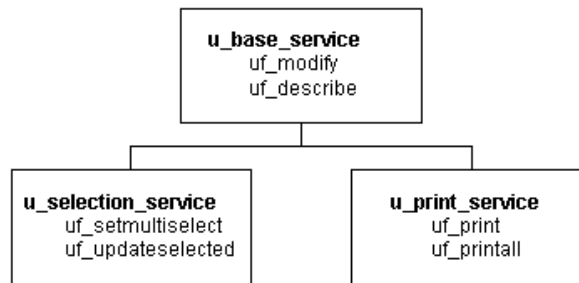 u_base_service
uf_modify
uf_describe
u_selection_service
uf_setmultiselect
uf_updateselected
u_print_service
uf_print
uf_printall